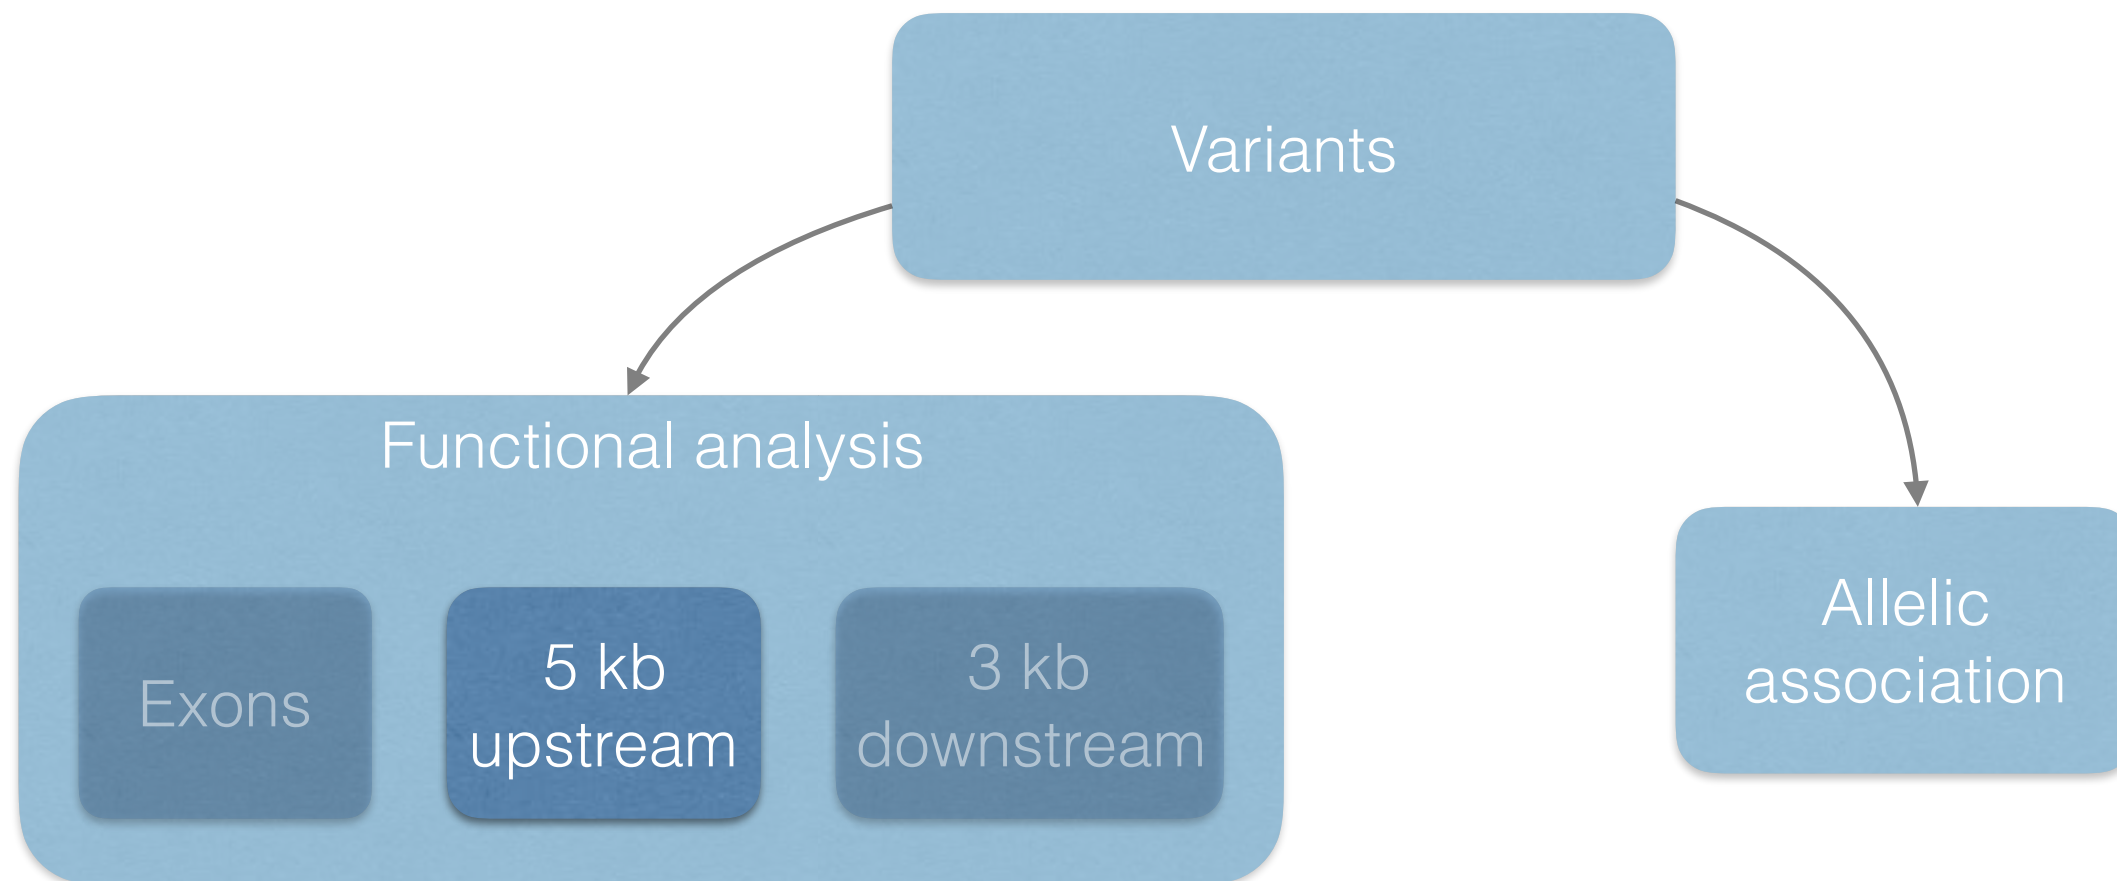 Variants
Functional analysis
Exons
5 kb
upstream
3 kb
downstream
Allelic
association